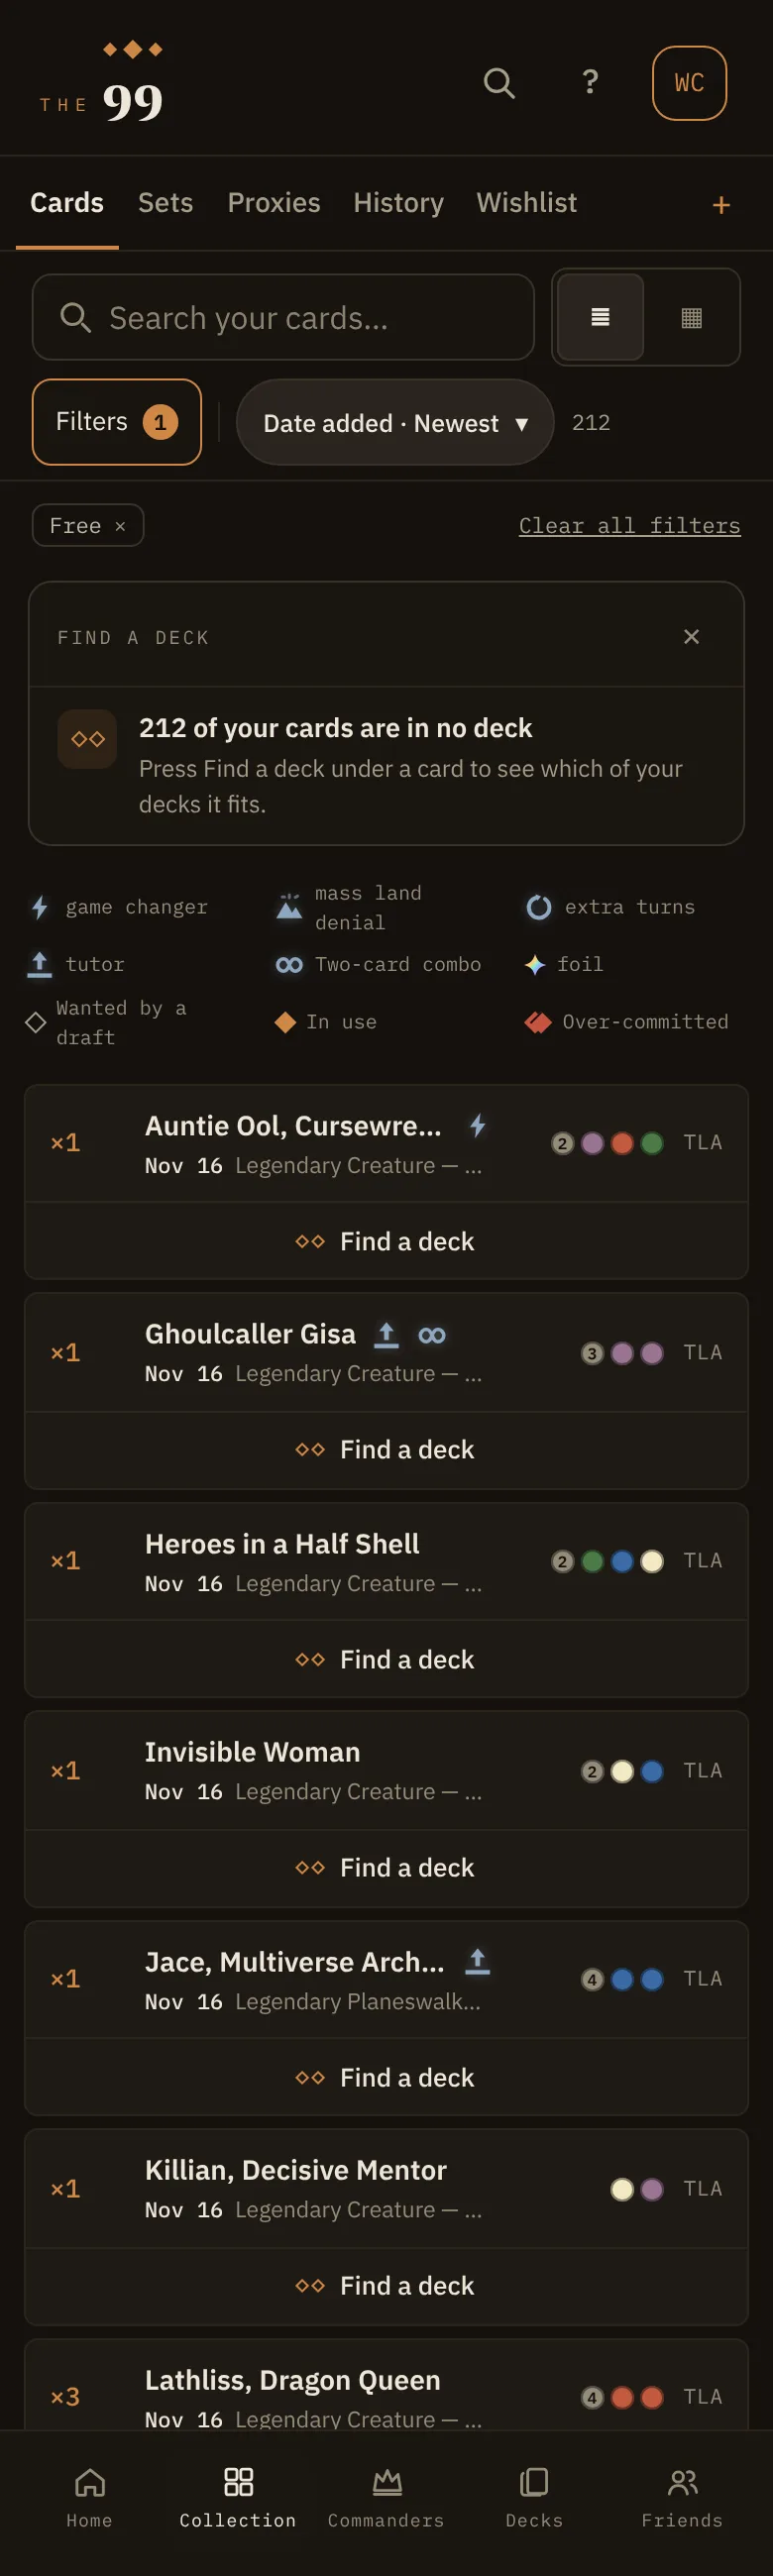 THE 99
?
WC
Cards Sets Proxies History Wishlist +
Search your cards...
Filters 1 Date added · Newest ▼ 212
Free × Clear all filters
FIND A DECK ×
212 of your cards are in no deck
Press Find a deck under a card to see which of your
decks it fits.
game changer
mass land
denial
extra turns
tutor
Two-card combo
foil
Wanted by a
draft
In use
Over-committed
×1 Auntie Ool, Cursewre... 2 TLA
Nov 16 Legendary Creature — ...
Find a deck
×1 Ghoulcaller Gisa 3 TLA
Nov 16 Legendary Creature — ...
Find a deck
×1 Heroes in a Half Shell 2 TLA
Nov 16 Legendary Creature — ...
Find a deck
×1 Invisible Woman 2 TLA
Nov 16 Legendary Creature — ...
Find a deck
×1 Jace, Multiverse Arch... 4 TLA
Nov 16 Legendary Planeswalk...
Find a deck
×1 Killian, Decisive Mentor TLA
Nov 16 Legendary Creature — ...
Find a deck
×3 Lathliss, Dragon Queen 4 TLA
Nov 16 Legendary Creature — ...
Home Collection Commanders Decks Friends